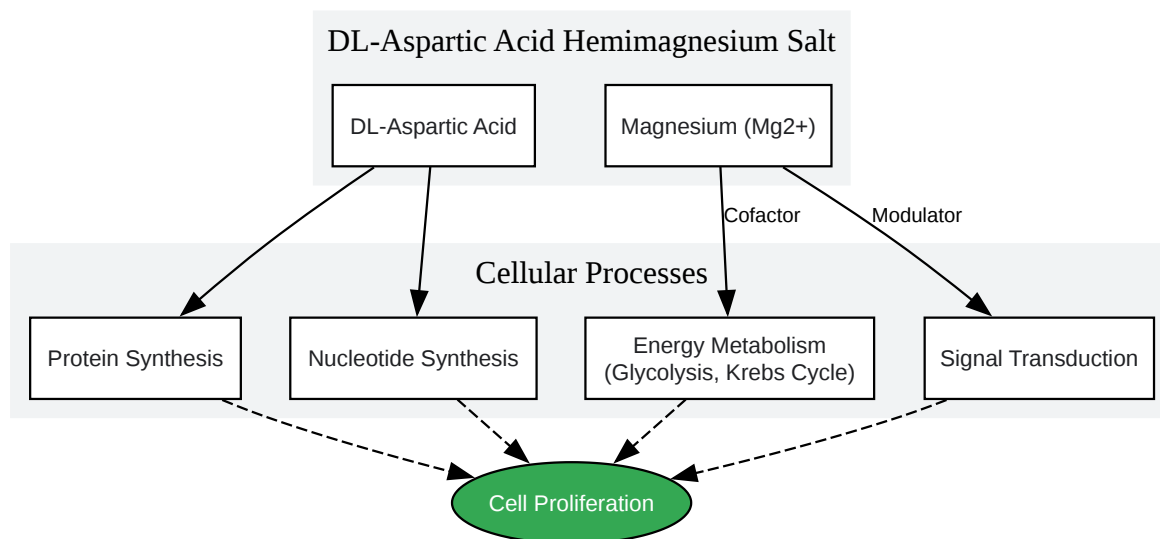 DL-Aspartic Acid Hemimagnesium Salt
DL-Aspartic Acid
Magnesium (Mg2+)
Cofactor
Modulator
Cellular Processes
Protein Synthesis
Nucleotide Synthesis
Energy Metabolism
(Glycolysis, Krebs Cycle)
Signal Transduction
Cell Proliferation